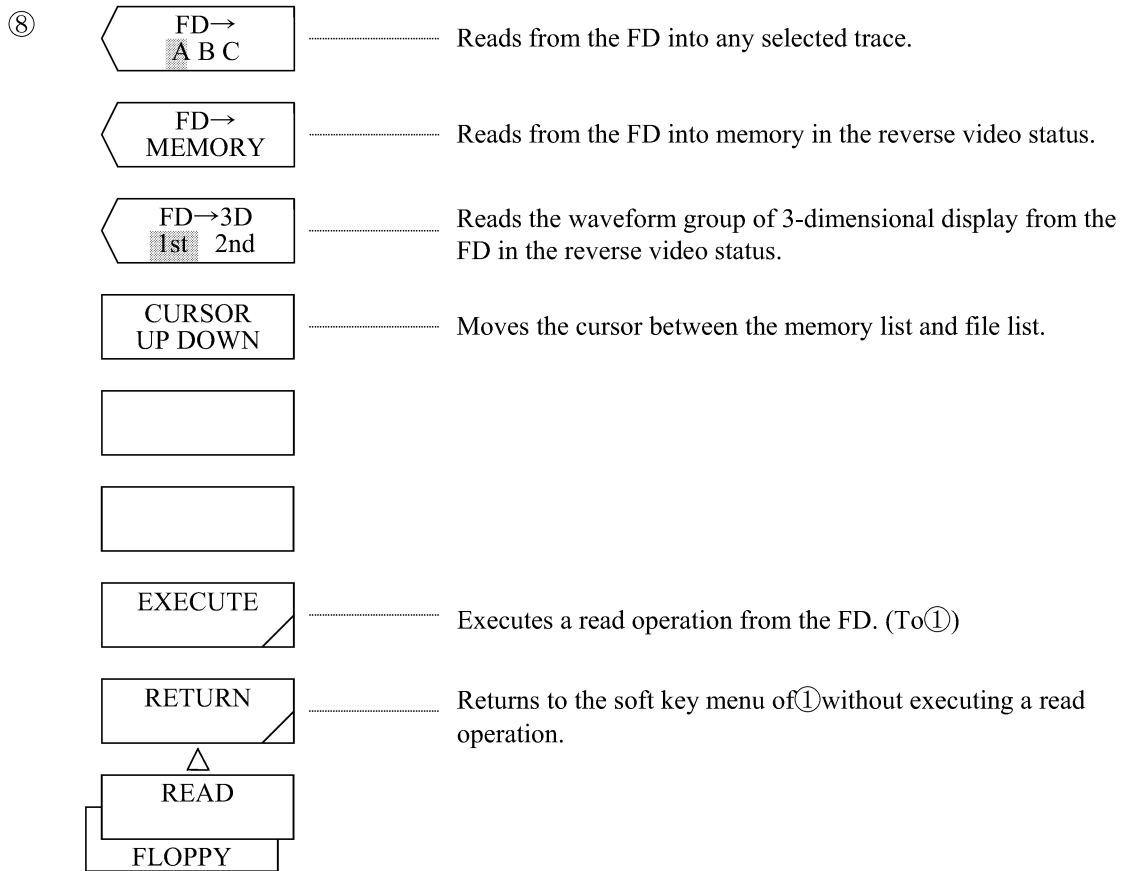 ⑧
FD→
A B C
Reads from the FD into any selected trace.
FD→
MEMORY
Reads from the FD into memory in the reverse video status.
FD→3D
1st 2nd
Reads the waveform group of 3-dimensional display from the
FD in the reverse video status.
CURSOR
UP DOWN
Moves the cursor between the memory list and file list.
EXECUTE
Executes a read operation from the FD. (To①)
RETURN
Returns to the soft key menu of①without executing a read
operation.
READ
FLOPPY